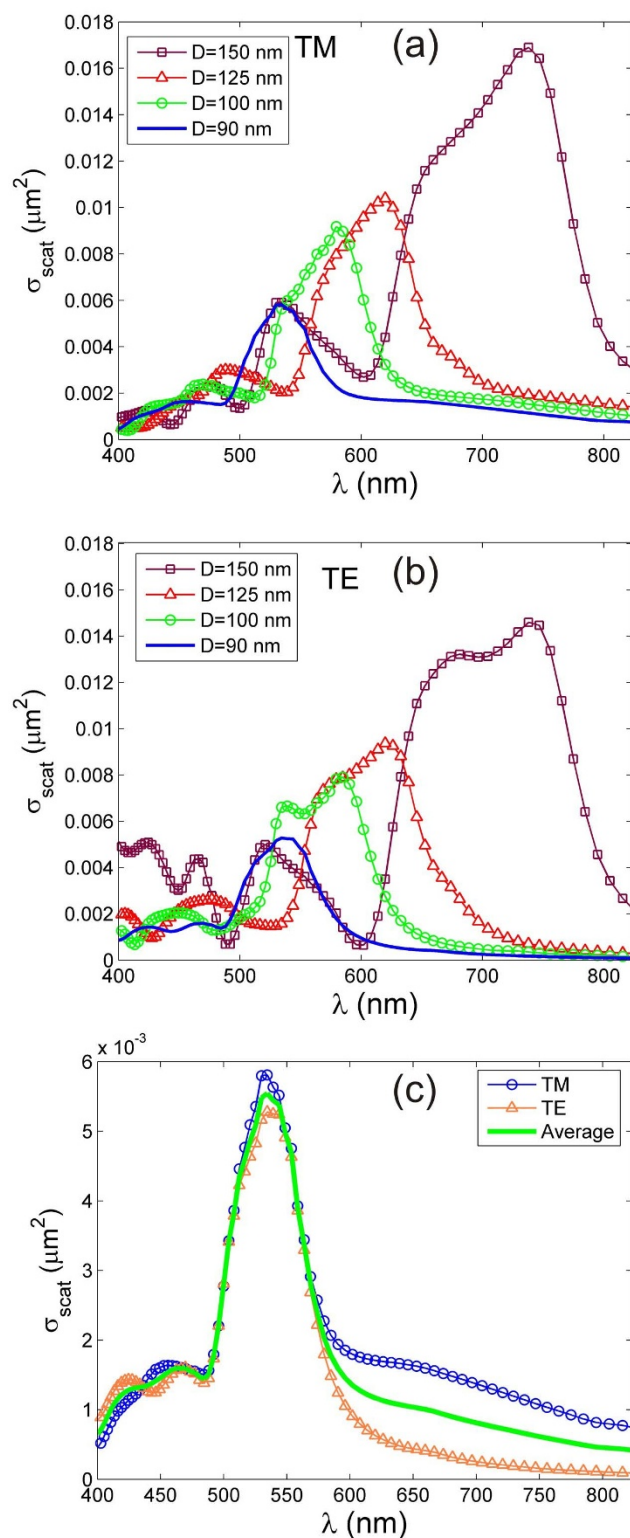 TM
(a)
D=150 nm
D=125 nm
D=100 nm
D=90 nm
0.018
0.016
0.014
0.012
0.01
0.008
0.006
0.004
0.002
0
σscat (μm²)
400 500 600 700 800
λ (nm)
TE
(b)
D=150 nm
D=125 nm
D=100 nm
D=90 nm
0.018
0.016
0.014
0.012
0.01
0.008
0.006
0.004
0.002
0
σscat (μm²)
400 500 600 700 800
λ (nm)
x 10⁻³
(c)
TM
TE
Average
6
5
4
3
2
1
0
σscat (μm²)
400 450 500 550 600 650 700 750 800
λ (nm)